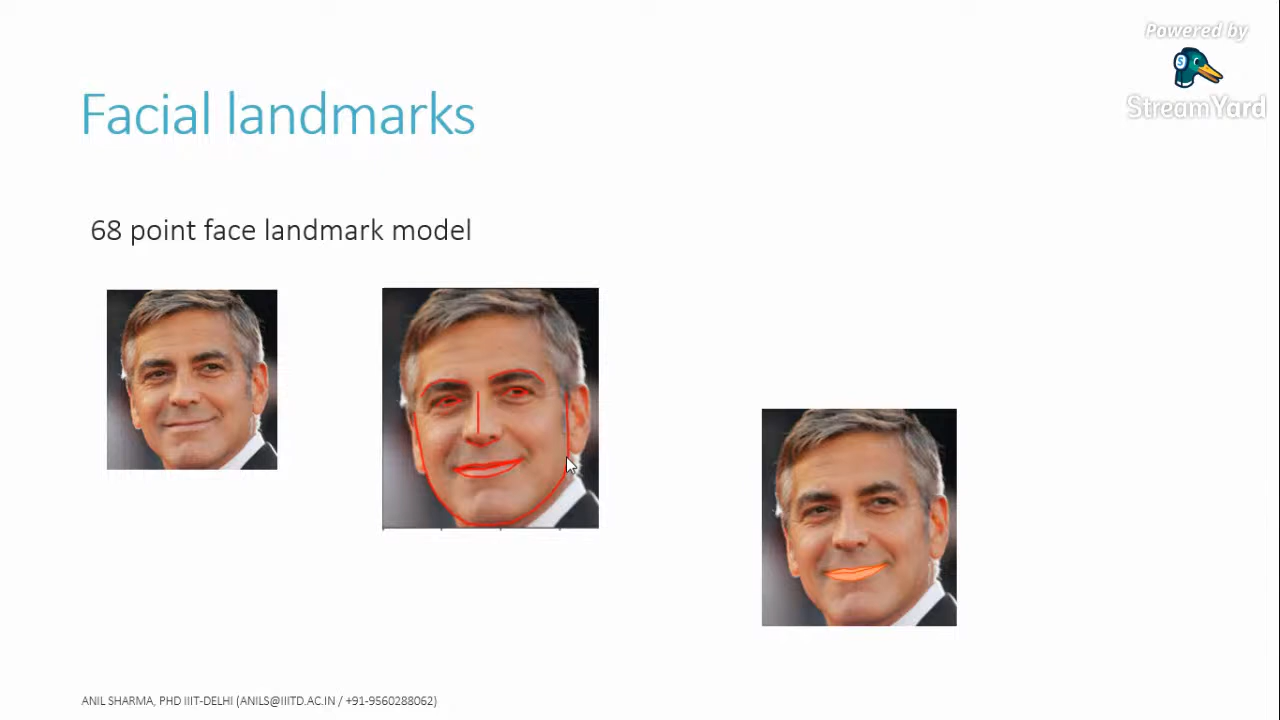 Powered by
StreamYard
Facial landmarks
68 point face landmark model
ANIL SHARMA, PHD IIIT-DELHI (ANILS@IIITD.AC.IN / +91-9560288062)